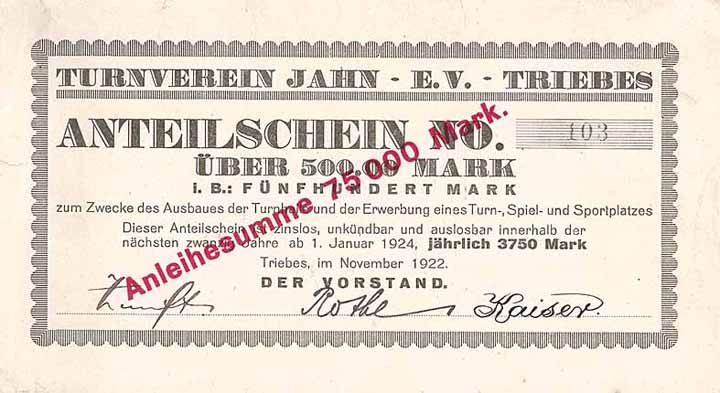 TURNVEREIN JAHN - E.V. - TRIEBES
ANTEILSCHEIN NO. 103
ÜBER 500.00 MARK
I. B.: FÜNFHUNDERT MARK
zum Zwecke des Ausbaues der Turnhalle und der Erwerbung eines Turn-, Spiel- und Sportplatzes
Dieser Anteilschein ist zinslos, unkündbar und auslosbar innerhalb der
nächsten zwanzig Jahre ab 1. Januar 1924, jährlich 3750 Mark
Triebes, im November 1922.
DER VORSTAND.
Rothe Kaiser.
Anleihesumme 75000 Mark.